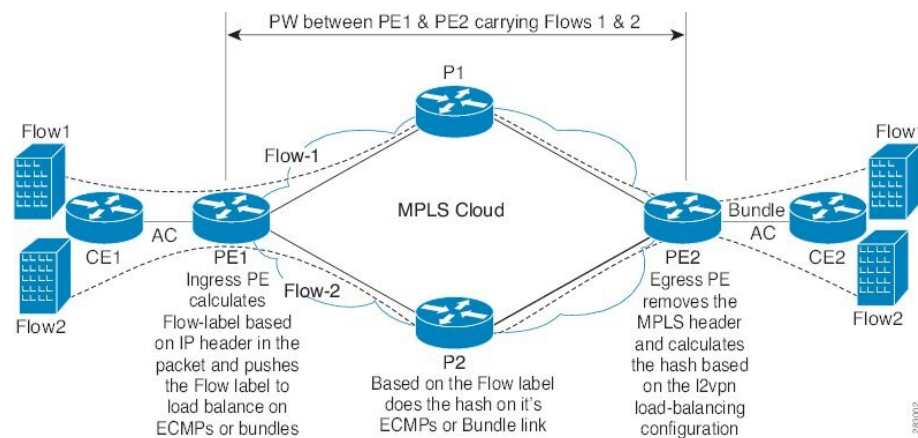 PW between PE1 & PE2 carrying Flows 1 & 2
P1
Flow1
Flow-1
Flow1
MPLS Cloud
Bundle
AC
AC
CE1
PE1
PE2
CE2
Flow2
Flow-2
Flow2
Ingress PE
calculates
Flow-label based
on IP header in the
packet and pushes
the Flow label to
load balance on
ECMPs or bundles
P2
Based on the Flow label
does the hash on it's
ECMPs or Bundle link
Egress PE
removes the
MPLS header
and calculates
the hash based
on the l2vpn
load-balancing
configuration